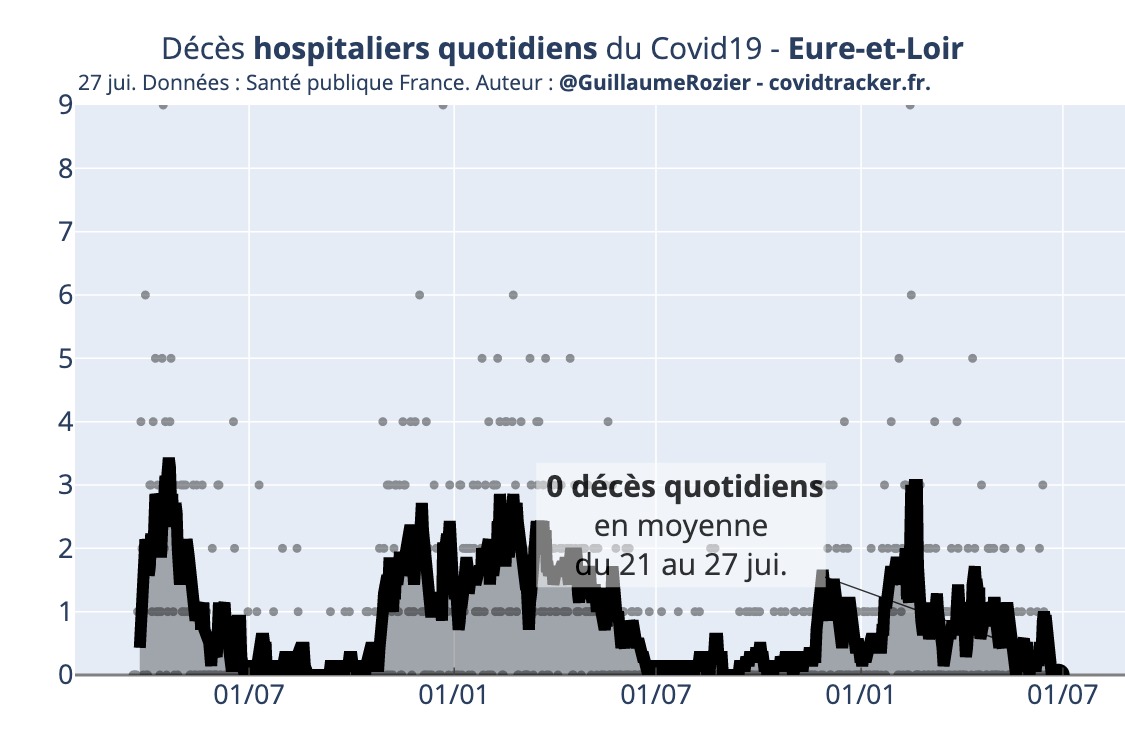 Décès hospitaliers quotidiens du Covid19 - Eure-et-Loir
27 jui. Données : Santé publique France. Auteur : @GuillaumeRozier - covidtracker.fr.
9
8
7
6
5
4
3
2
1
0
0 décès quotidiens
en moyenne
du 21 au 27 jui.
01/07 01/01 01/07 01/01 01/07